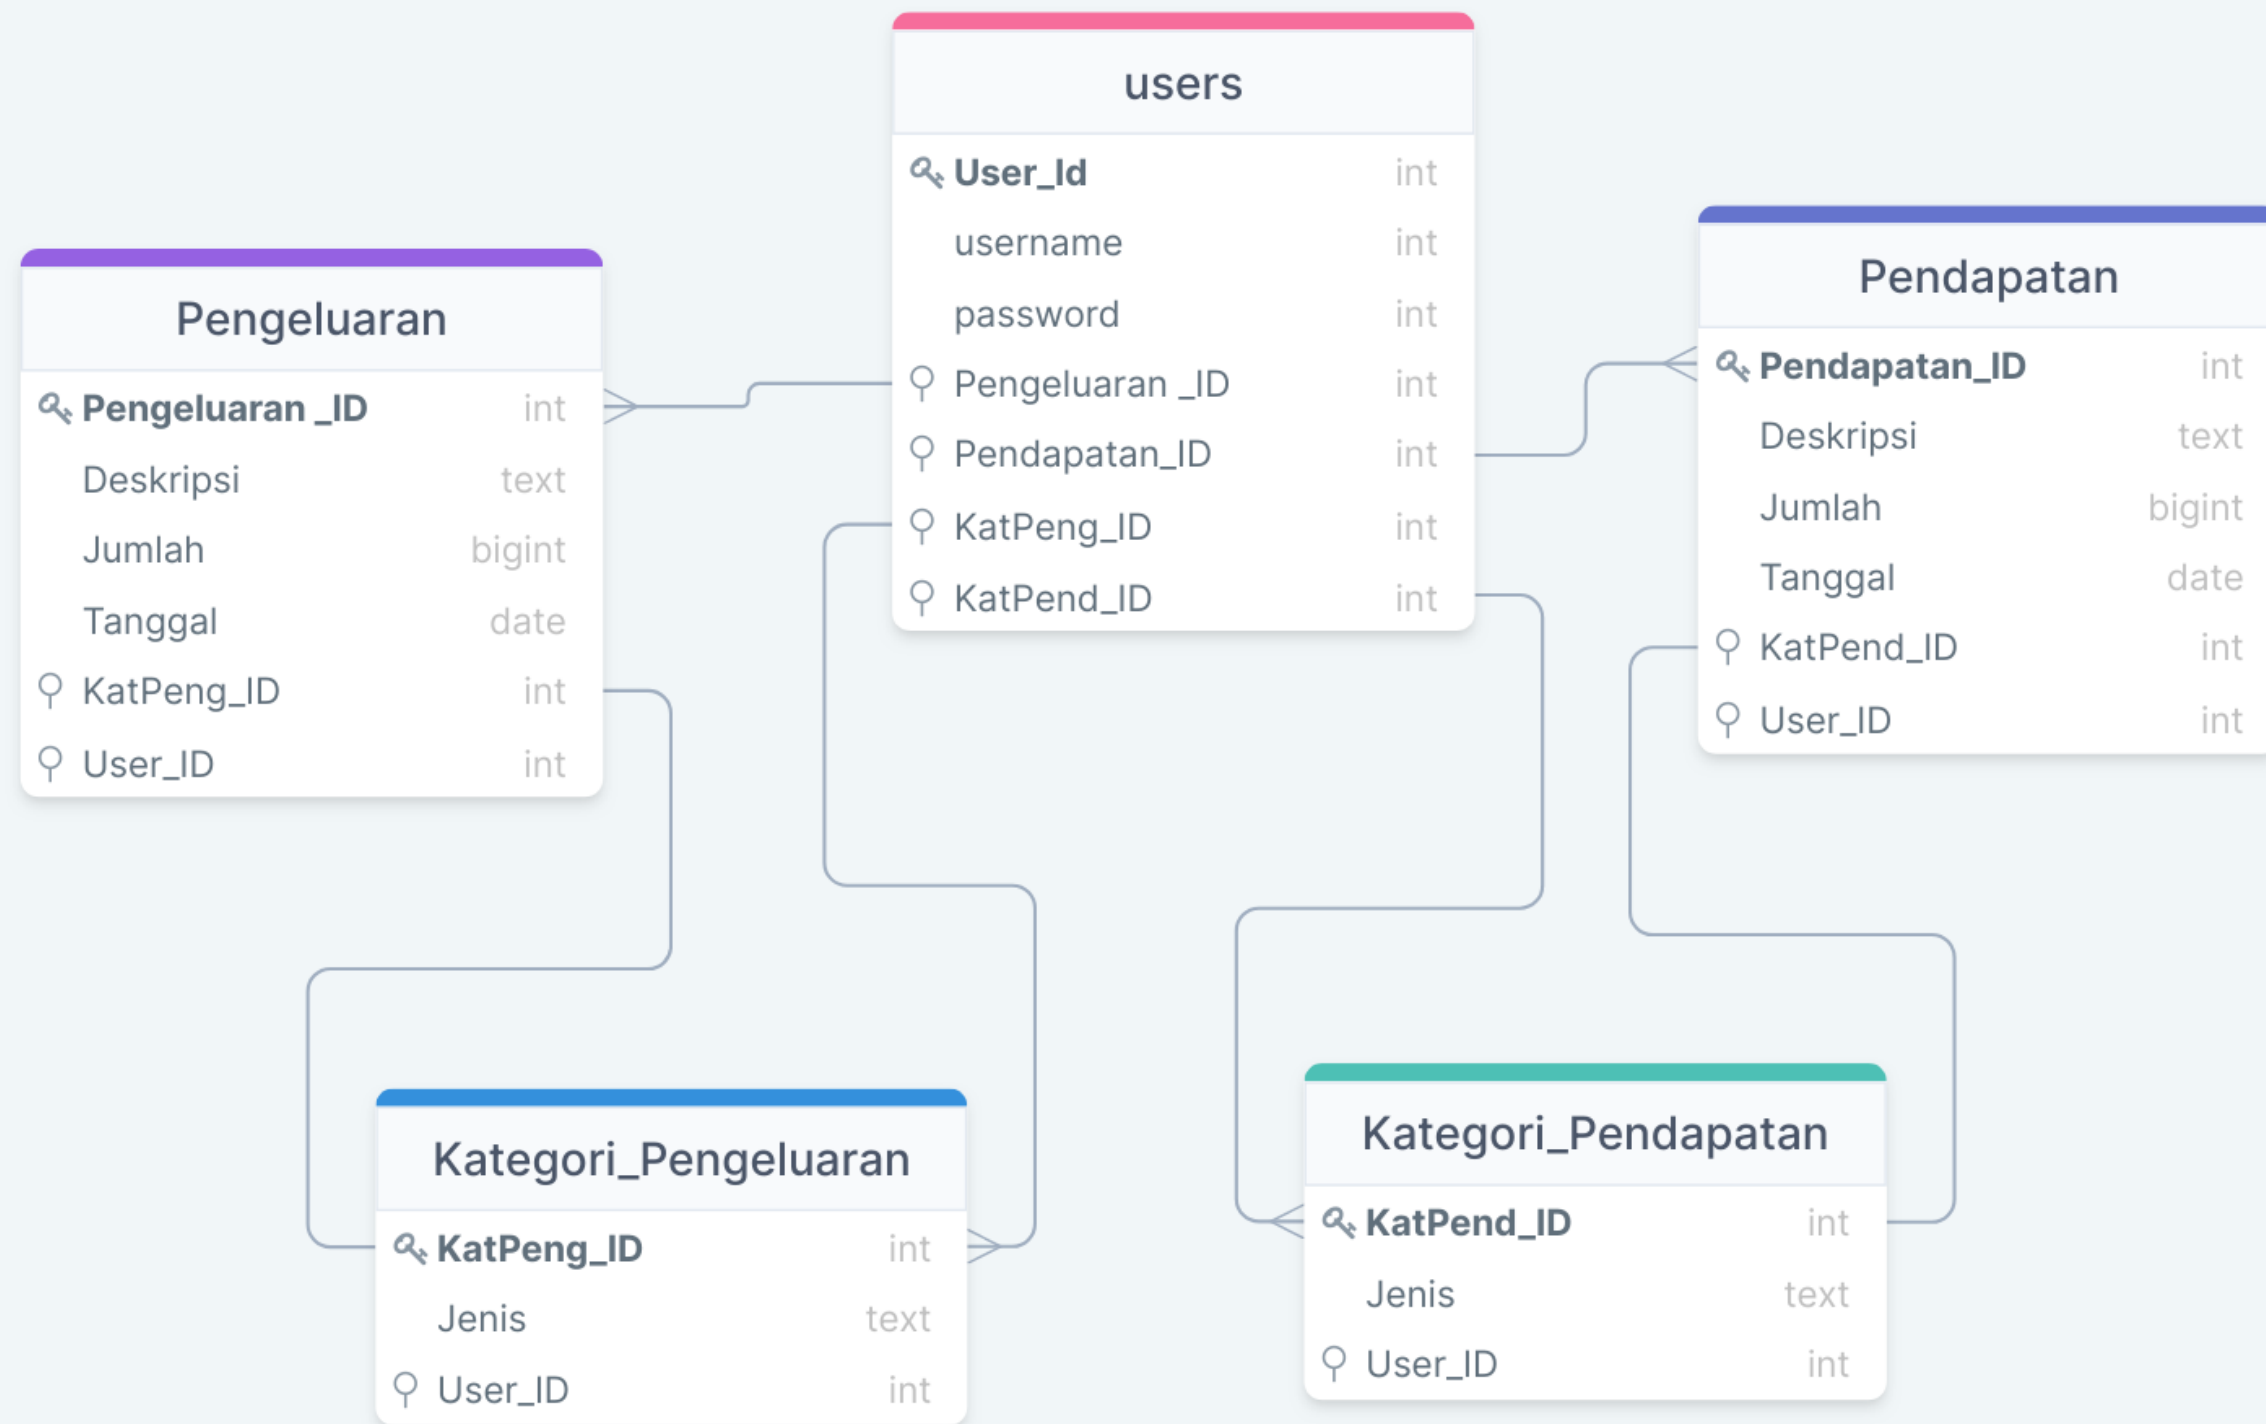 users
User_Id int
username int
password int
Pengeluaran _ID int
Pendapatan_ID int
KatPeng_ID int
KatPend_ID int
Pengeluaran
Pengeluaran _ID int
Deskripsi text
Jumlah bigint
Tanggal date
KatPeng_ID int
User_ID int
Pendapatan
Pendapatan_ID int
Deskripsi text
Jumlah bigint
Tanggal date
KatPend_ID int
User_ID int
Kategori_Pengeluaran
KatPeng_ID int
Jenis text
User_ID int
Kategori_Pendapatan
KatPend_ID int
Jenis text
User_ID int